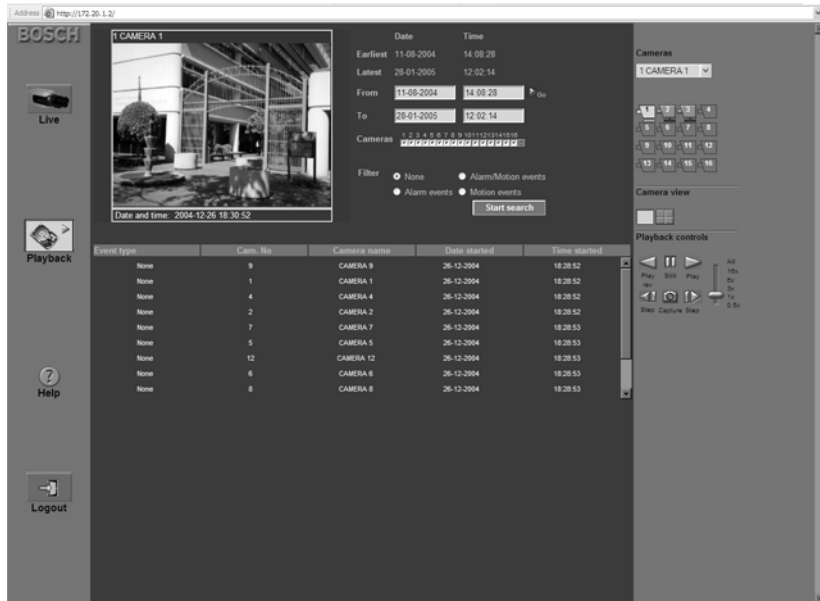 Address http://172.20.1.2/
BOSCH
Live
Playback
Help
Logout
1 CAMERA 1
Date and time: 2004-12-26 18:30:52
Date Time
Earliest 11-08-2004 14:08:28
Latest 28-01-2005 12:02:14
From 11-08-2004 14:08:28 Go
To 28-01-2005 12:02:14
Cameras 1 2 3 4 5 6 7 8 9 10 11 12 13 14 15 16
Filter None Alarm/Motion events
Alarm events Motion events
Start search
Event type Cam. No Camera name Date started Time started
None 9 CAMERA 9 26-12-2004 18:28:52
None 1 CAMERA 1 26-12-2004 18:28:52
None 4 CAMERA 4 26-12-2004 18:28:52
None 2 CAMERA 2 26-12-2004 18:28:52
None 7 CAMERA 7 26-12-2004 18:28:53
None 5 CAMERA 5 26-12-2004 18:28:53
None 12 CAMERA 12 26-12-2004 18:28:53
None 6 CAMERA 6 26-12-2004 18:28:53
None 8 CAMERA 8 26-12-2004 18:28:53
Cameras
1 CAMERA 1
1 2 3 4
5 6 7 8
9 10 11 12
13 14 15 16
Camera view
Playback controls
Play rev Still Play
Step Capture Step
All
16x
6x
3x
1x
0.5x